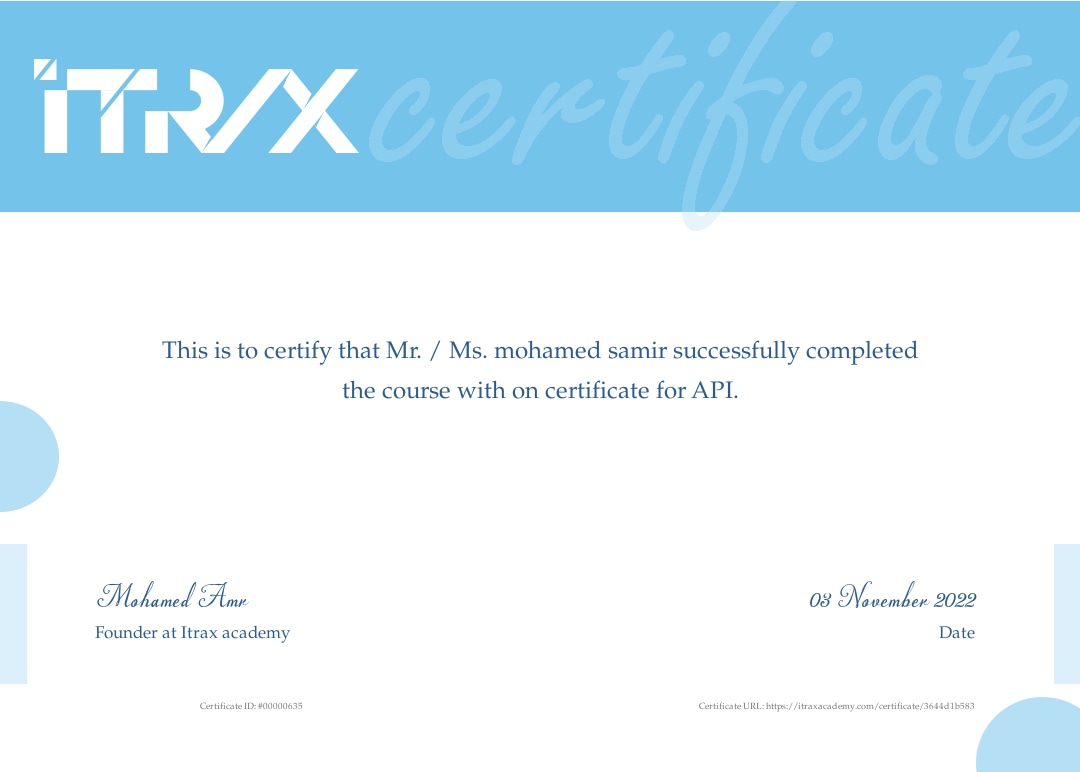 iTRAX certificate
This is to certify that Mr. / Ms. mohamed samir successfully completed
the course with on certificate for API.
Mohamed Amr
03 November 2022
Founder at Itrax academy
Date
Certificate ID: #00000635
Certificate URL: https://itraxacademy.com/certificate/3644d1b583